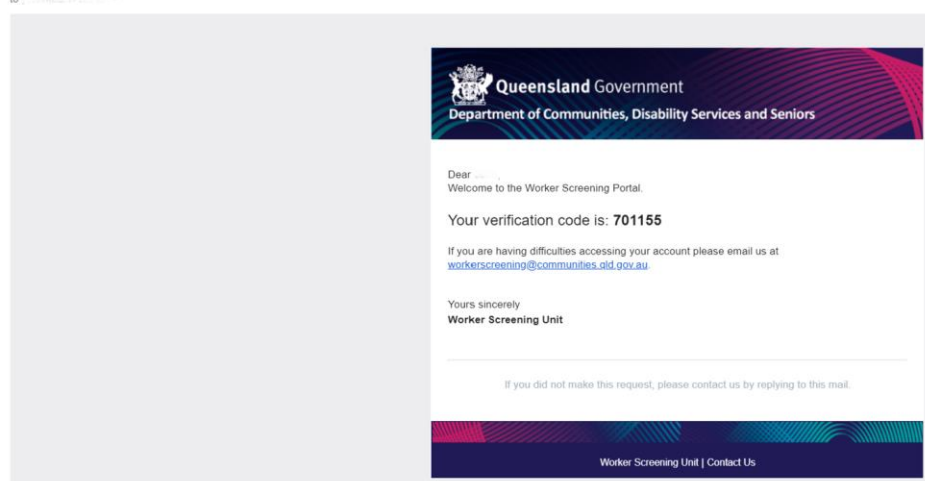 to
Queensland Government
Department of Communities, Disability Services and Seniors
Dear
Welcome to the Worker Screening Portal.
Your verification code is: 701155
If you are having difficulties accessing your account please email us at
workerscreening@communities.qld.gov.au.
Yours sincerely
Worker Screening Unit
If you did not make this request, please contact us by replying to this mail.
Worker Screening Unit | Contact Us